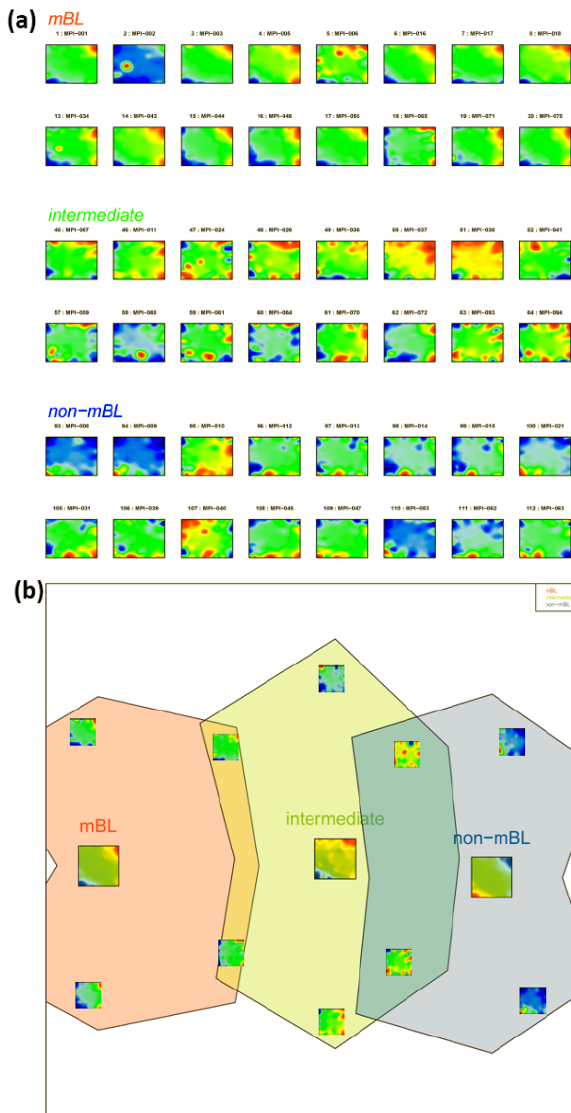 (a)
mBL
1 : MPI-001 2 : MPI-002 3 : MPI-003 4 : MPI-005 5 : MPI-006 6 : MPI-016 7 : MPI-017 8 : MPI-018
13 : MPI-034 14 : MPI-043 15 : MPI-044 16 : MPI-048 17 : MPI-055 18 : MPI-065 19 : MPI-071 20 : MPI-075
intermediate
45 : MPI-007 46 : MPI-011 47 : MPI-024 48 : MPI-026 49 : MPI-036 50 : MPI-037 51 : MPI-038 52 : MPI-041
57 : MPI-059 58 : MPI-060 59 : MPI-061 60 : MPI-064 61 : MPI-070 62 : MPI-072 63 : MPI-093 64 : MPI-094
non-mBL
93 : MPI-008 94 : MPI-009 95 : MPI-010 96 : MPI-012 97 : MPI-013 98 : MPI-014 99 : MPI-015 100 : MPI-021
105 : MPI-031 106 : MPI-039 107 : MPI-040 108 : MPI-045 109 : MPI-047 110 : MPI-053 111 : MPI-062 112 : MPI-063
(b)
mBL
intermediate
non-mBL
mBL
intermediate
non-mBL